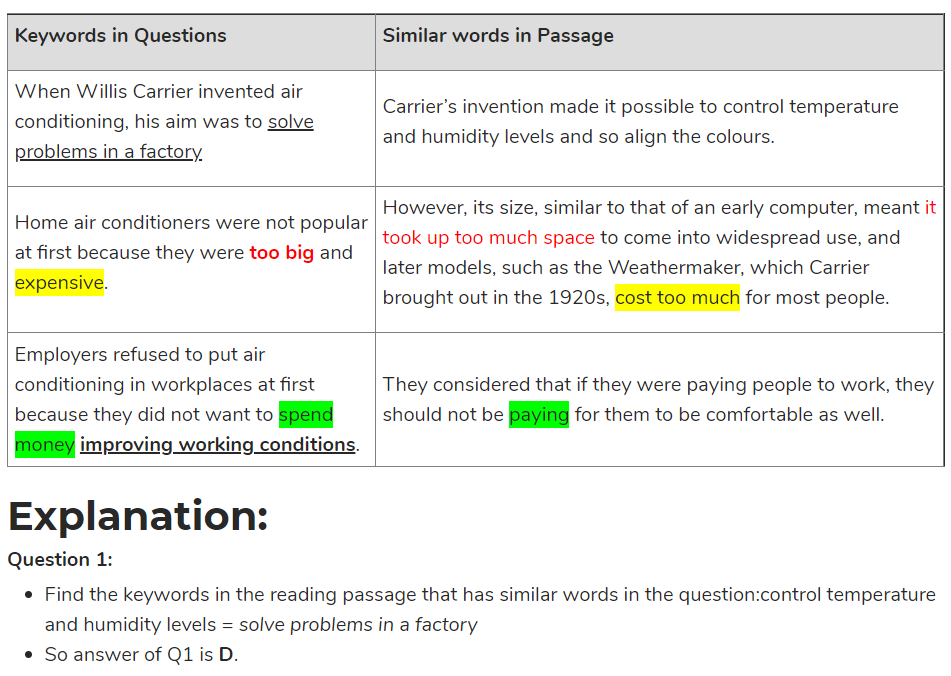 Keywords in Questions
Similar words in Passage
When Willis Carrier invented air
conditioning, his aim was to solve
problems in a factory
Carrier’s invention made it possible to control temperature
and humidity levels and so align the colours.
Home air conditioners were not popular
at first because they were too big and
expensive.
However, its size, similar to that of an early computer, meant it
took up too much space to come into widespread use, and
later models, such as the Weathermaker, which Carrier
brought out in the 1920s, cost too much for most people.
Employers refused to put air
conditioning in workplaces at first
because they did not want to spend
money improving working conditions.
They considered that if they were paying people to work, they
should not be paying for them to be comfortable as well.
Explanation:
Question 1:
• Find the keywords in the reading passage that has similar words in the question:control temperature
and humidity levels = solve problems in a factory
• So answer of Q1 is D.